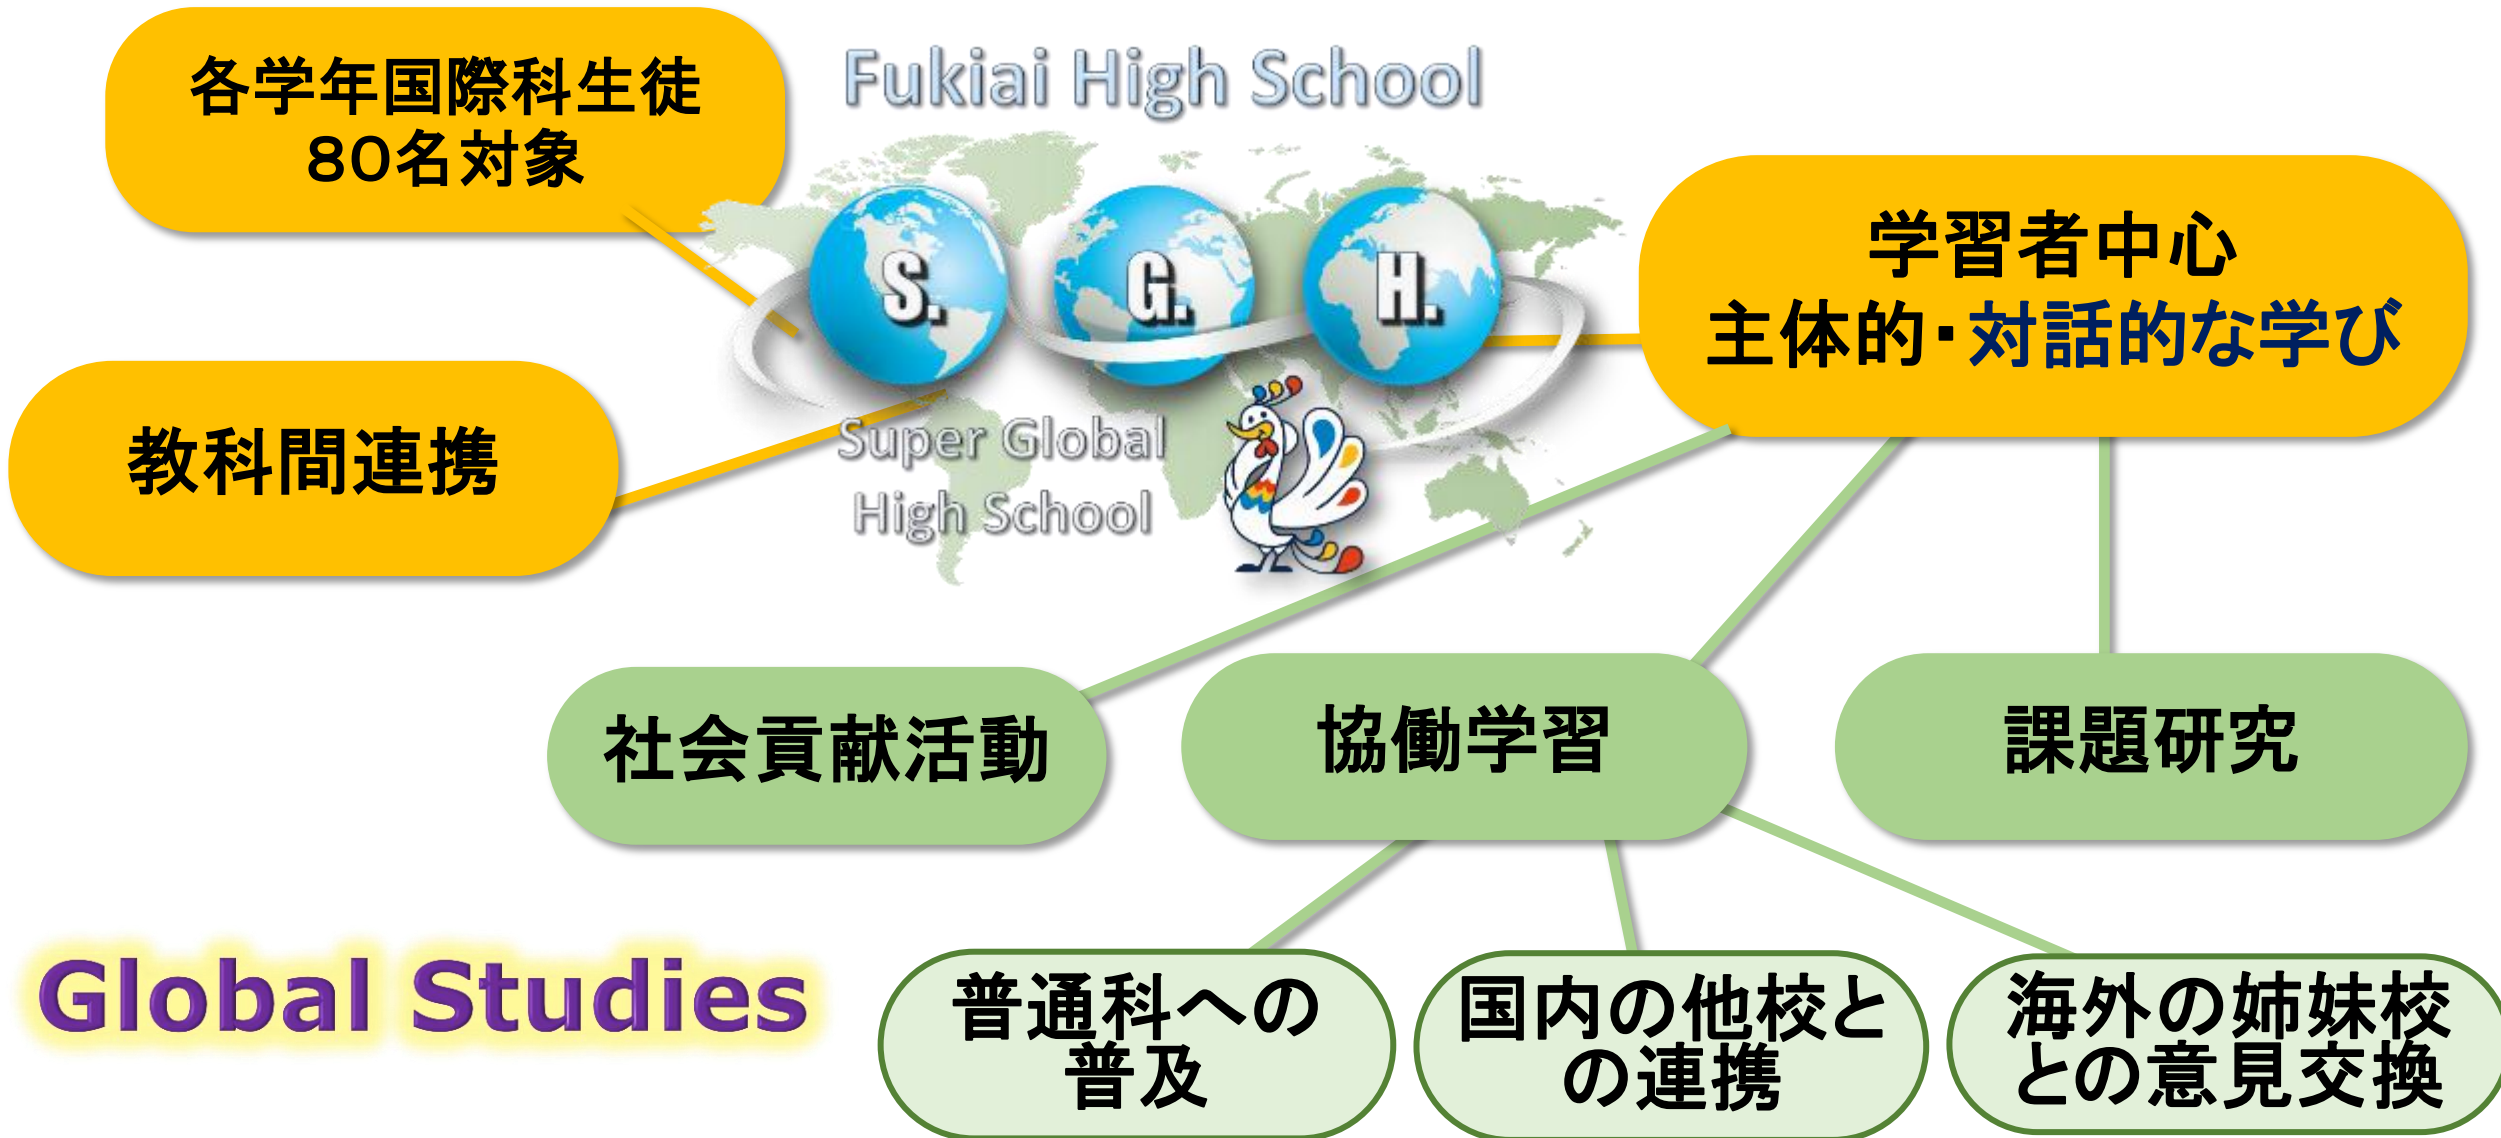 各学年国際科生徒
８０名対象
Fukiai High School
S. G. H.
Super Global
High School
学習者中心
主体的・対話的な学び
教科間連携
社会貢献活動
協働学習
課題研究
Global Studies
普通科への
普及
国内の他校と
の連携
海外の姉妹校
との意見交換